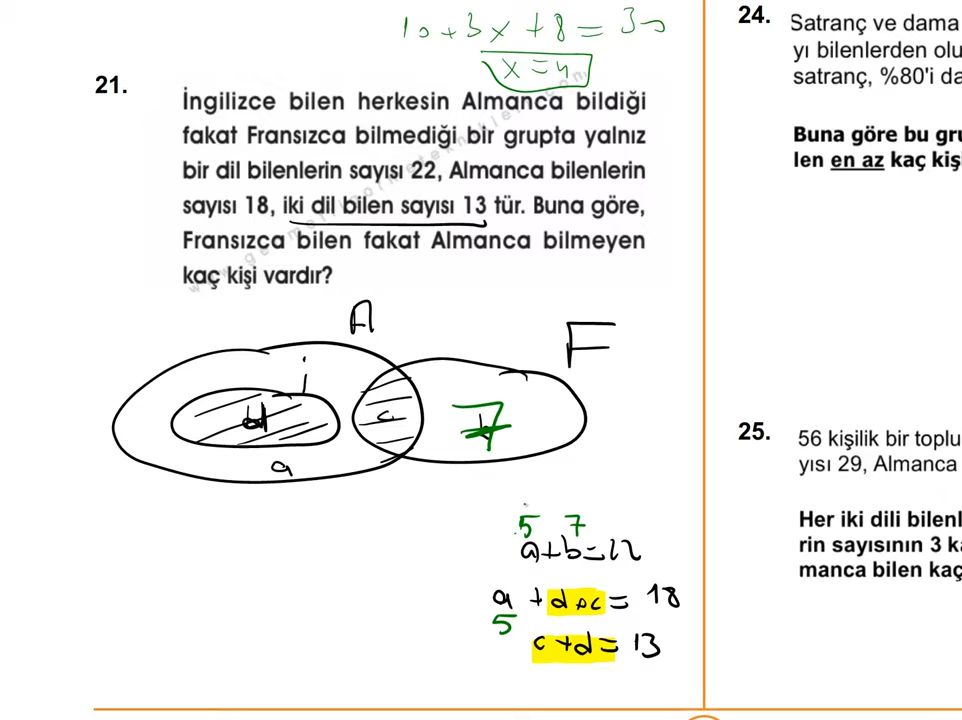 10+3x+8=30
x=4
21.
İngilizce bilen herkesin Almanca bildiği
fakat Fransızca bilmediği bir grupta yalnız
bir dil bilenlerin sayısı 22, Almanca bilenlerin
sayısı 18, iki dil bilen sayısı 13 tür. Buna göre,
Fransızca bilen fakat Almanca bilmeyen
kaç kişi vardır?
A
F
i
d
c
7
a
5 7
a+b=12
a + d+c = 18
5
c+d = 13
24.
Satranç ve dama
yı bilenlerden olu
satranç, %80'i da
Buna göre bu gru
len en az kaç kişi
25.
56 kişilik bir toplu
yısı 29, Almanca
Her iki dili bilenl
rin sayısının 3 ka
manca bilen kaç